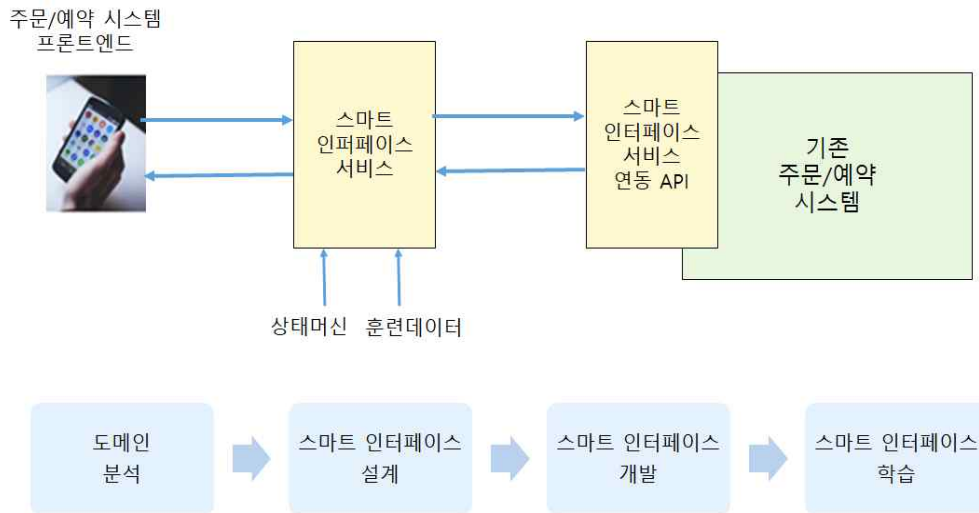 주문/예약 시스템
프론트엔드
스마트
인퍼페이스
서비스
스마트
인터페이스
서비스
연동 API
기존
주문/예약
시스템
상태머신 훈련데이터
도메인
분석
스마트 인터페이스
설계
스마트 인터페이스
개발
스마트 인터페이스
학습